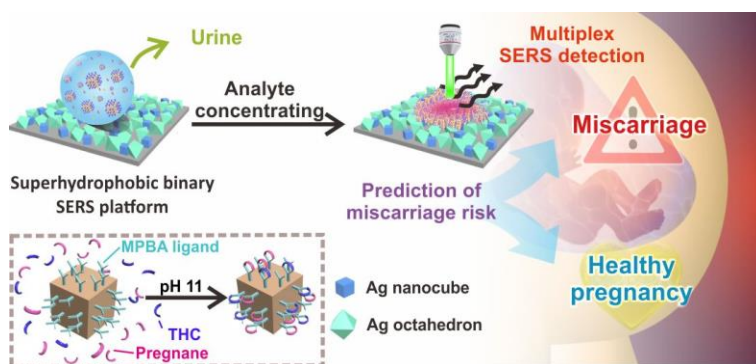 Urine
Analyte
concentrating
Multiplex
SERS detection
Miscarriage
Superhydrophobic binary
SERS platform
Prediction of
miscarriage risk
Healthy
pregnancy
MPBA ligand
pH 11
THC
Pregnane
Ag nanocube
Ag octahedron